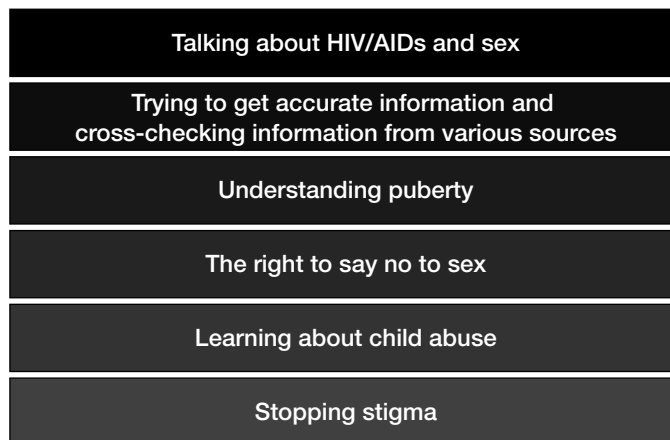 Talking about HIV/AIDs and sex
Trying to get accurate information and
cross-checking information from various sources
Understanding puberty
The right to say no to sex
Learning about child abuse
Stopping stigma